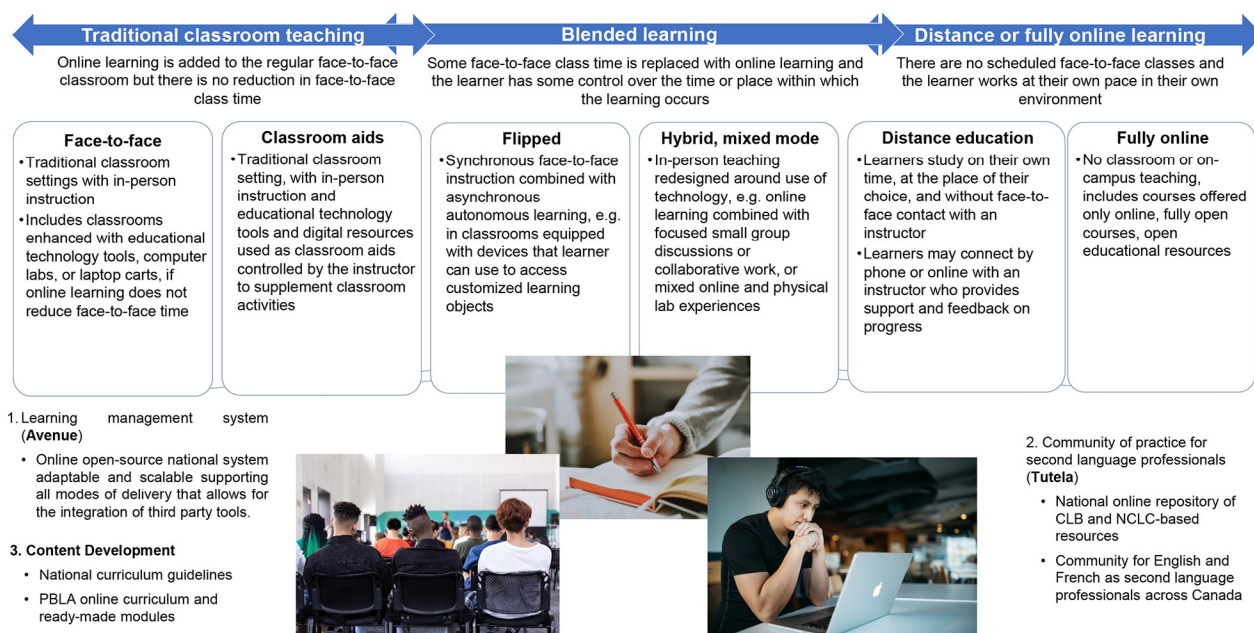 Traditional classroom teaching
Blended learning
Distance or fully online learning
Online learning is added to the regular face-to-face
classroom but there is no reduction in face-to-face
class time
Some face-to-face class time is replaced with online learning and
the learner has some control over the time or place within which
the learning occurs
There are no scheduled face-to-face classes and
the learner works at their own pace in their own
environment
Face-to-face
•Traditional classroom
settings with in-person
instruction
•Includes classrooms
enhanced with educational
technology tools, computer
labs, or laptop carts, if
online learning does not
reduce face-to-face time
Classroom aids
•Traditional classroom
setting, with in-person
instruction and
educational technology
tools and digital resources
used as classroom aids
controlled by the instructor
to supplement classroom
activities
Flipped
•Synchronous face-to-face
instruction combined with
asynchronous
autonomous learning, e.g.
in classrooms equipped
with devices that learner
can use to access
customized learning
objects
Hybrid, mixed mode
•In-person teaching
redesigned around use of
technology, e.g. online
learning combined with
focused small group
discussions or
collaborative work, or
mixed online and physical
lab experiences
Distance education
•Learners study on their own
time, at the place of their
choice, and without face-to-
face contact with an
instructor
•Learners may connect by
phone or online with an
instructor who provides
support and feedback on
progress
Fully online
•No classroom or on-
campus teaching,
includes courses offered
only online, fully open
courses, open
educational resources
1. Learning management system
(Avenue)
• Online open-source national system
adaptable and scalable supporting
all modes of delivery that allows for
the integration of third party tools.
3. Content Development
• National curriculum guidelines
• PBLA online curriculum and
ready-made modules
2. Community of practice for
second language professionals
(Tutela)
• National online repository of
CLB and NCLC-based
resources
• Community for English and
French as second language
professionals across Canada